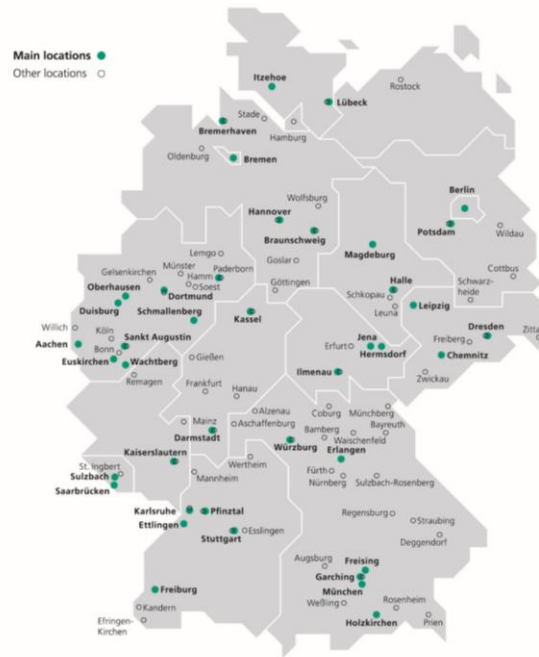 Main locations
Other locations
Itzehoe
Rostock
Lübeck
Stade
Bremerhaven
Hamburg
Oldenburg
Bremen
Berlin
Wolfsburg
Hannover
Potsdam
Braunschweig
Wildau
Magdeburg
Lemgo
Goslar
Münster
Paderborn
Cottbus
Gelsenkirchen
Hamm
Göttingen
Halle
Schwarz-
heide
Oberhausen
Soest
Schkopau
Dortmund
Leipzig
Duisburg
Leuna
Schmallenberg
Kassel
Dresden
Willich
Köln
Jena
Freiberg
Sankt Augustin
Erfurt
Zitta
Aachen
Hermsdorf
Bonn
Chemnitz
Euskirchen
Wachtberg
Gießen
Ilmenau
Remagen
Zwickau
Frankfurt
Hanau
Alzenau
Coburg
Münchberg
Mainz
Aschaffenburg
Bamberg
Bayreuth
Darmstadt
Waischenfeld
Würzburg
Erlangen
Kaiserslautern
Wertheim
St. Ingbert
Fürth
Sulzbach
Mannheim
Nürnberg
Sulzbach-Rosenberg
Saarbrücken
Karlsruhe
Pfinztal
Regensburg
Ettlingen
Straubing
Stuttgart
Esslingen
Deggendorf
Augsburg
Freising
Garching
Freiburg
München
Weßling
Rosenheim
Kandern
Efringen-
Kirchen
Holzkirchen
Prien